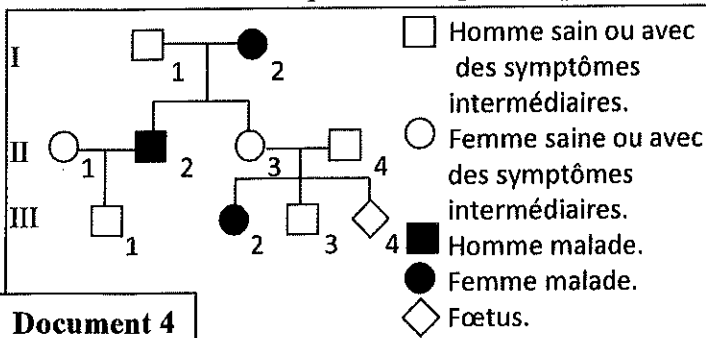 I
1
2
II
1
2
3
4
III
1
2
3
4
Homme sain ou avec
des symptômes
intermédiaires.
Femme saine ou avec
des symptômes
intermédiaires.
Homme malade.
Femme malade.
Fœtus.
Document 4